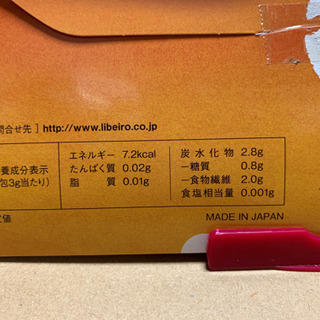 問合せ先 ] http://www.libeiro.co.jp
養成分表示
包3g当たり)
エネルギー 7.2kcal
たんぱく質 0.02g
脂 質 0.01g
炭水化物 2.8g
－糖質 0.8g
－食物繊維 2.0g
食塩相当量 0.001g
定値
MADE IN JAPAN